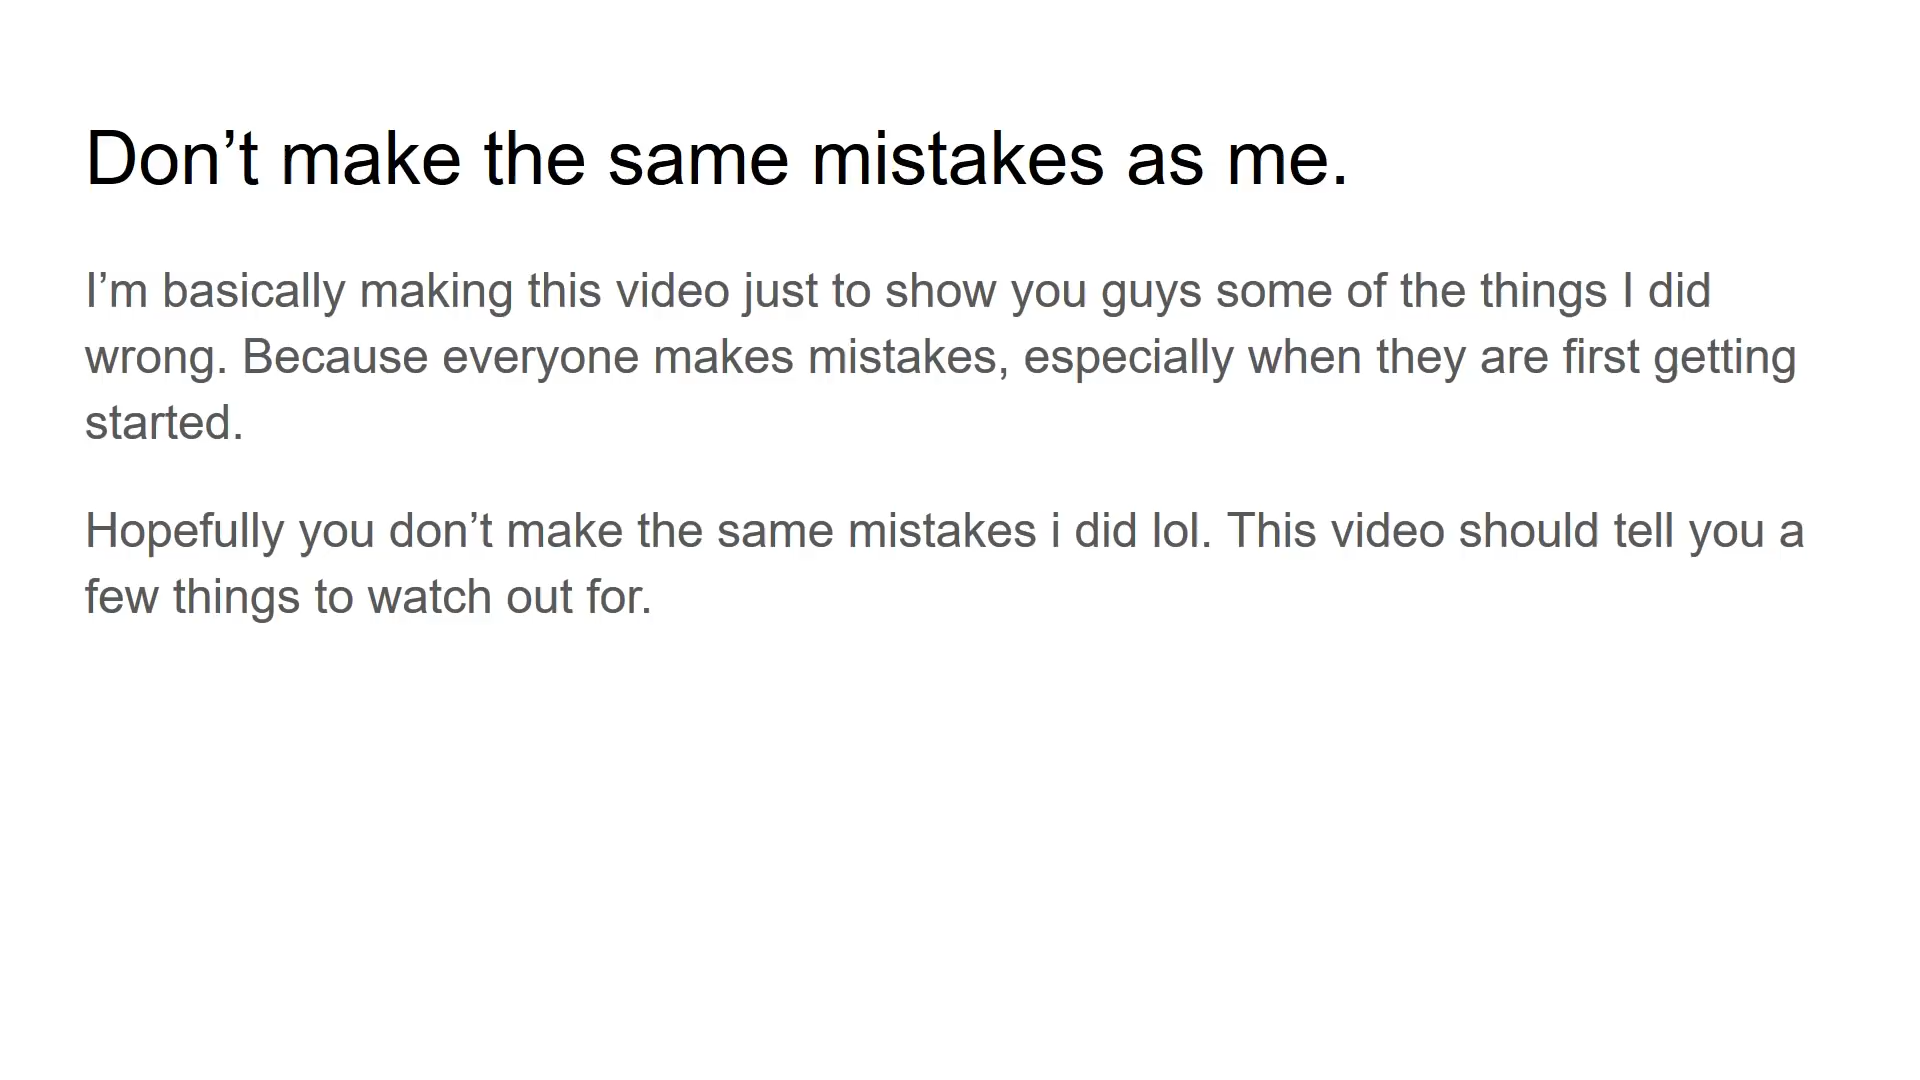 Don’t make the same mistakes as me.
I’m basically making this video just to show you guys some of the things I did
wrong. Because everyone makes mistakes, especially when they are first getting
started.
Hopefully you don’t make the same mistakes i did lol. This video should tell you a
few things to watch out for.